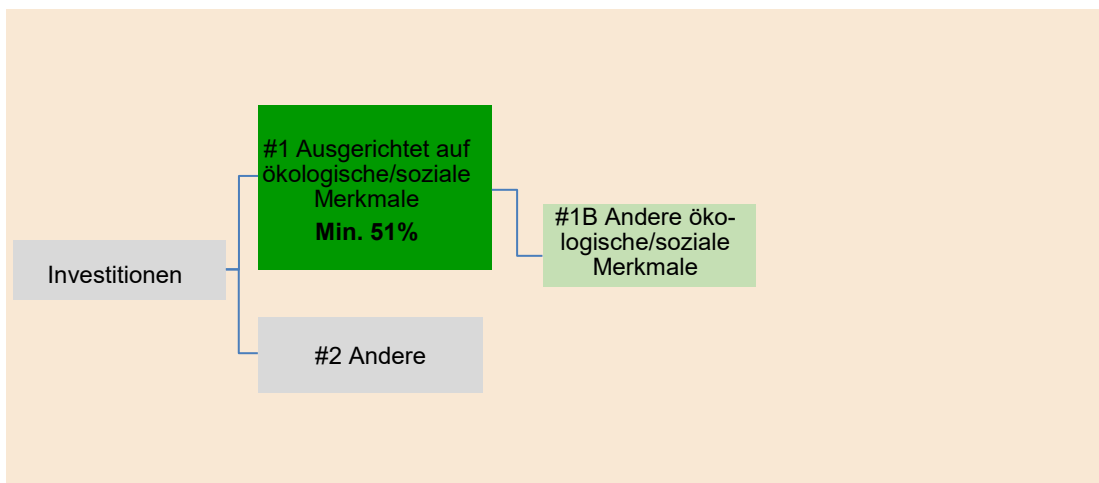 #1 Ausgerichtet auf
ökologische/soziale
Merkmale
Min. 51%
#1B Andere öko-
logische/soziale
Merkmale
Investitionen
#2 Andere